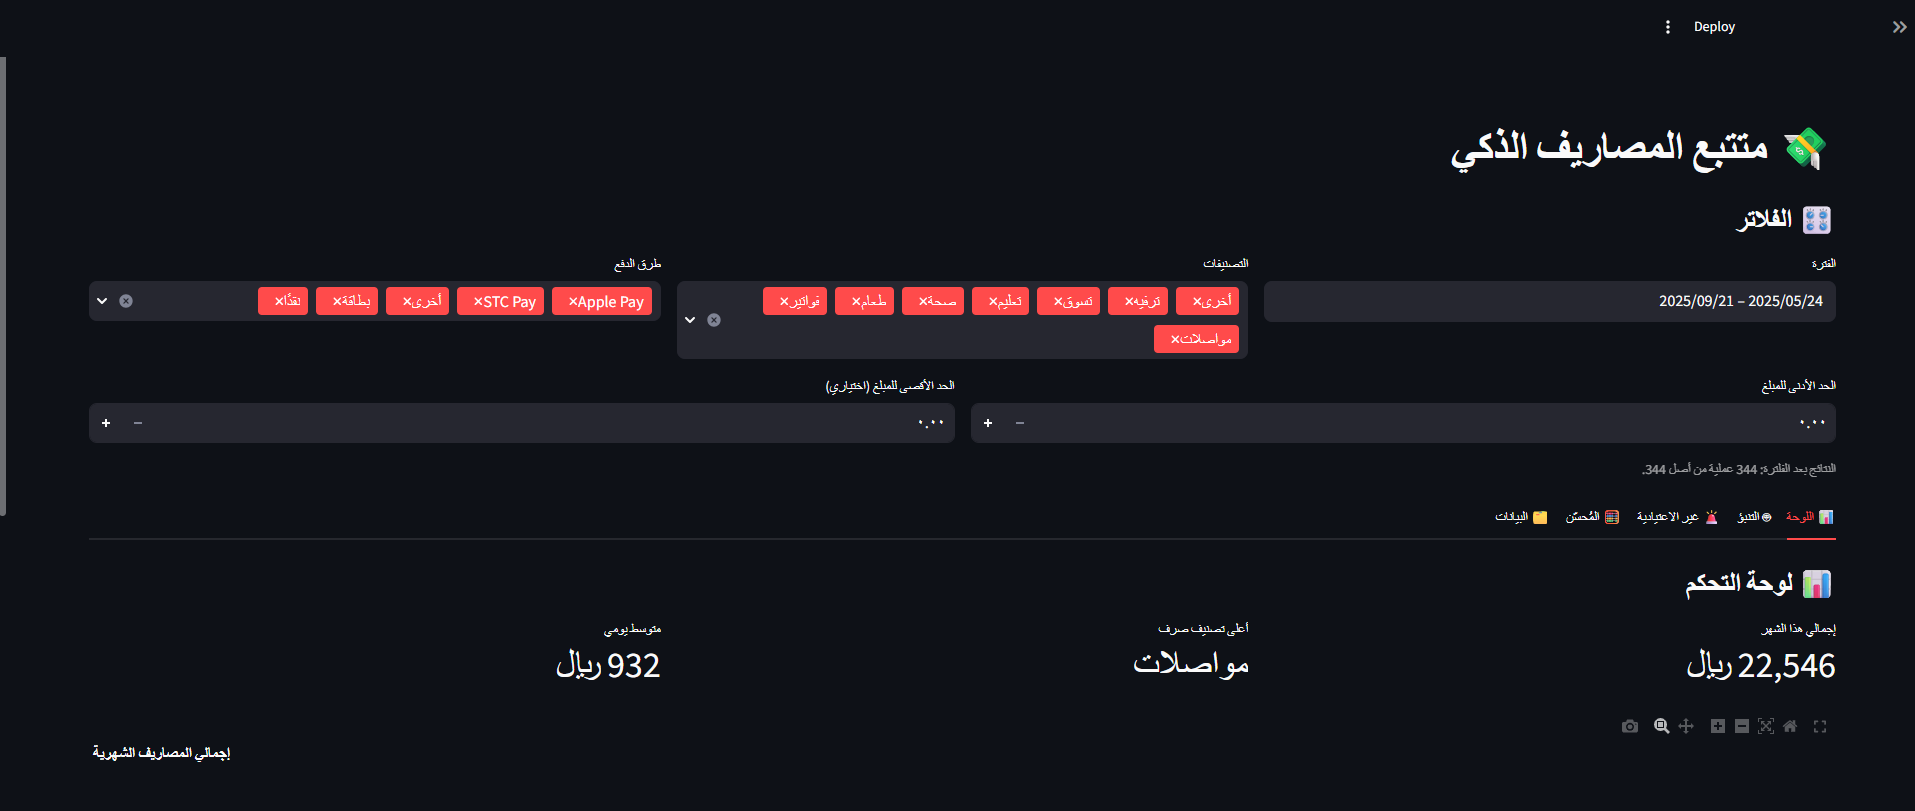 Deploy
متتبع المصاريف الذكي
الفلاتر
الفترة
2025/05/24 – 2025/09/21
التصنيفات
أخرى ترفيه تسوق تعليم صحة طعام فواتير
مواصلات
طرق الدفع
Apple Pay STC Pay أخرى بطاقة نقدًا
الحد الأدنى للمبلغ
٠.٠٠
الحد الأقصى للمبلغ (اختياري)
٠.٠٠
النتائج بعد الفلترة: 344 عملية من أصل 344.
اللوحة التنبؤ غير الاعتيادية المُحسّن البيانات
لوحة التحكم
إجمالي هذا الشهر
22,546 ريال
أعلى تصنيف صرف
مواصلات
متوسط يومي
932 ريال
إجمالي المصاريف الشهرية